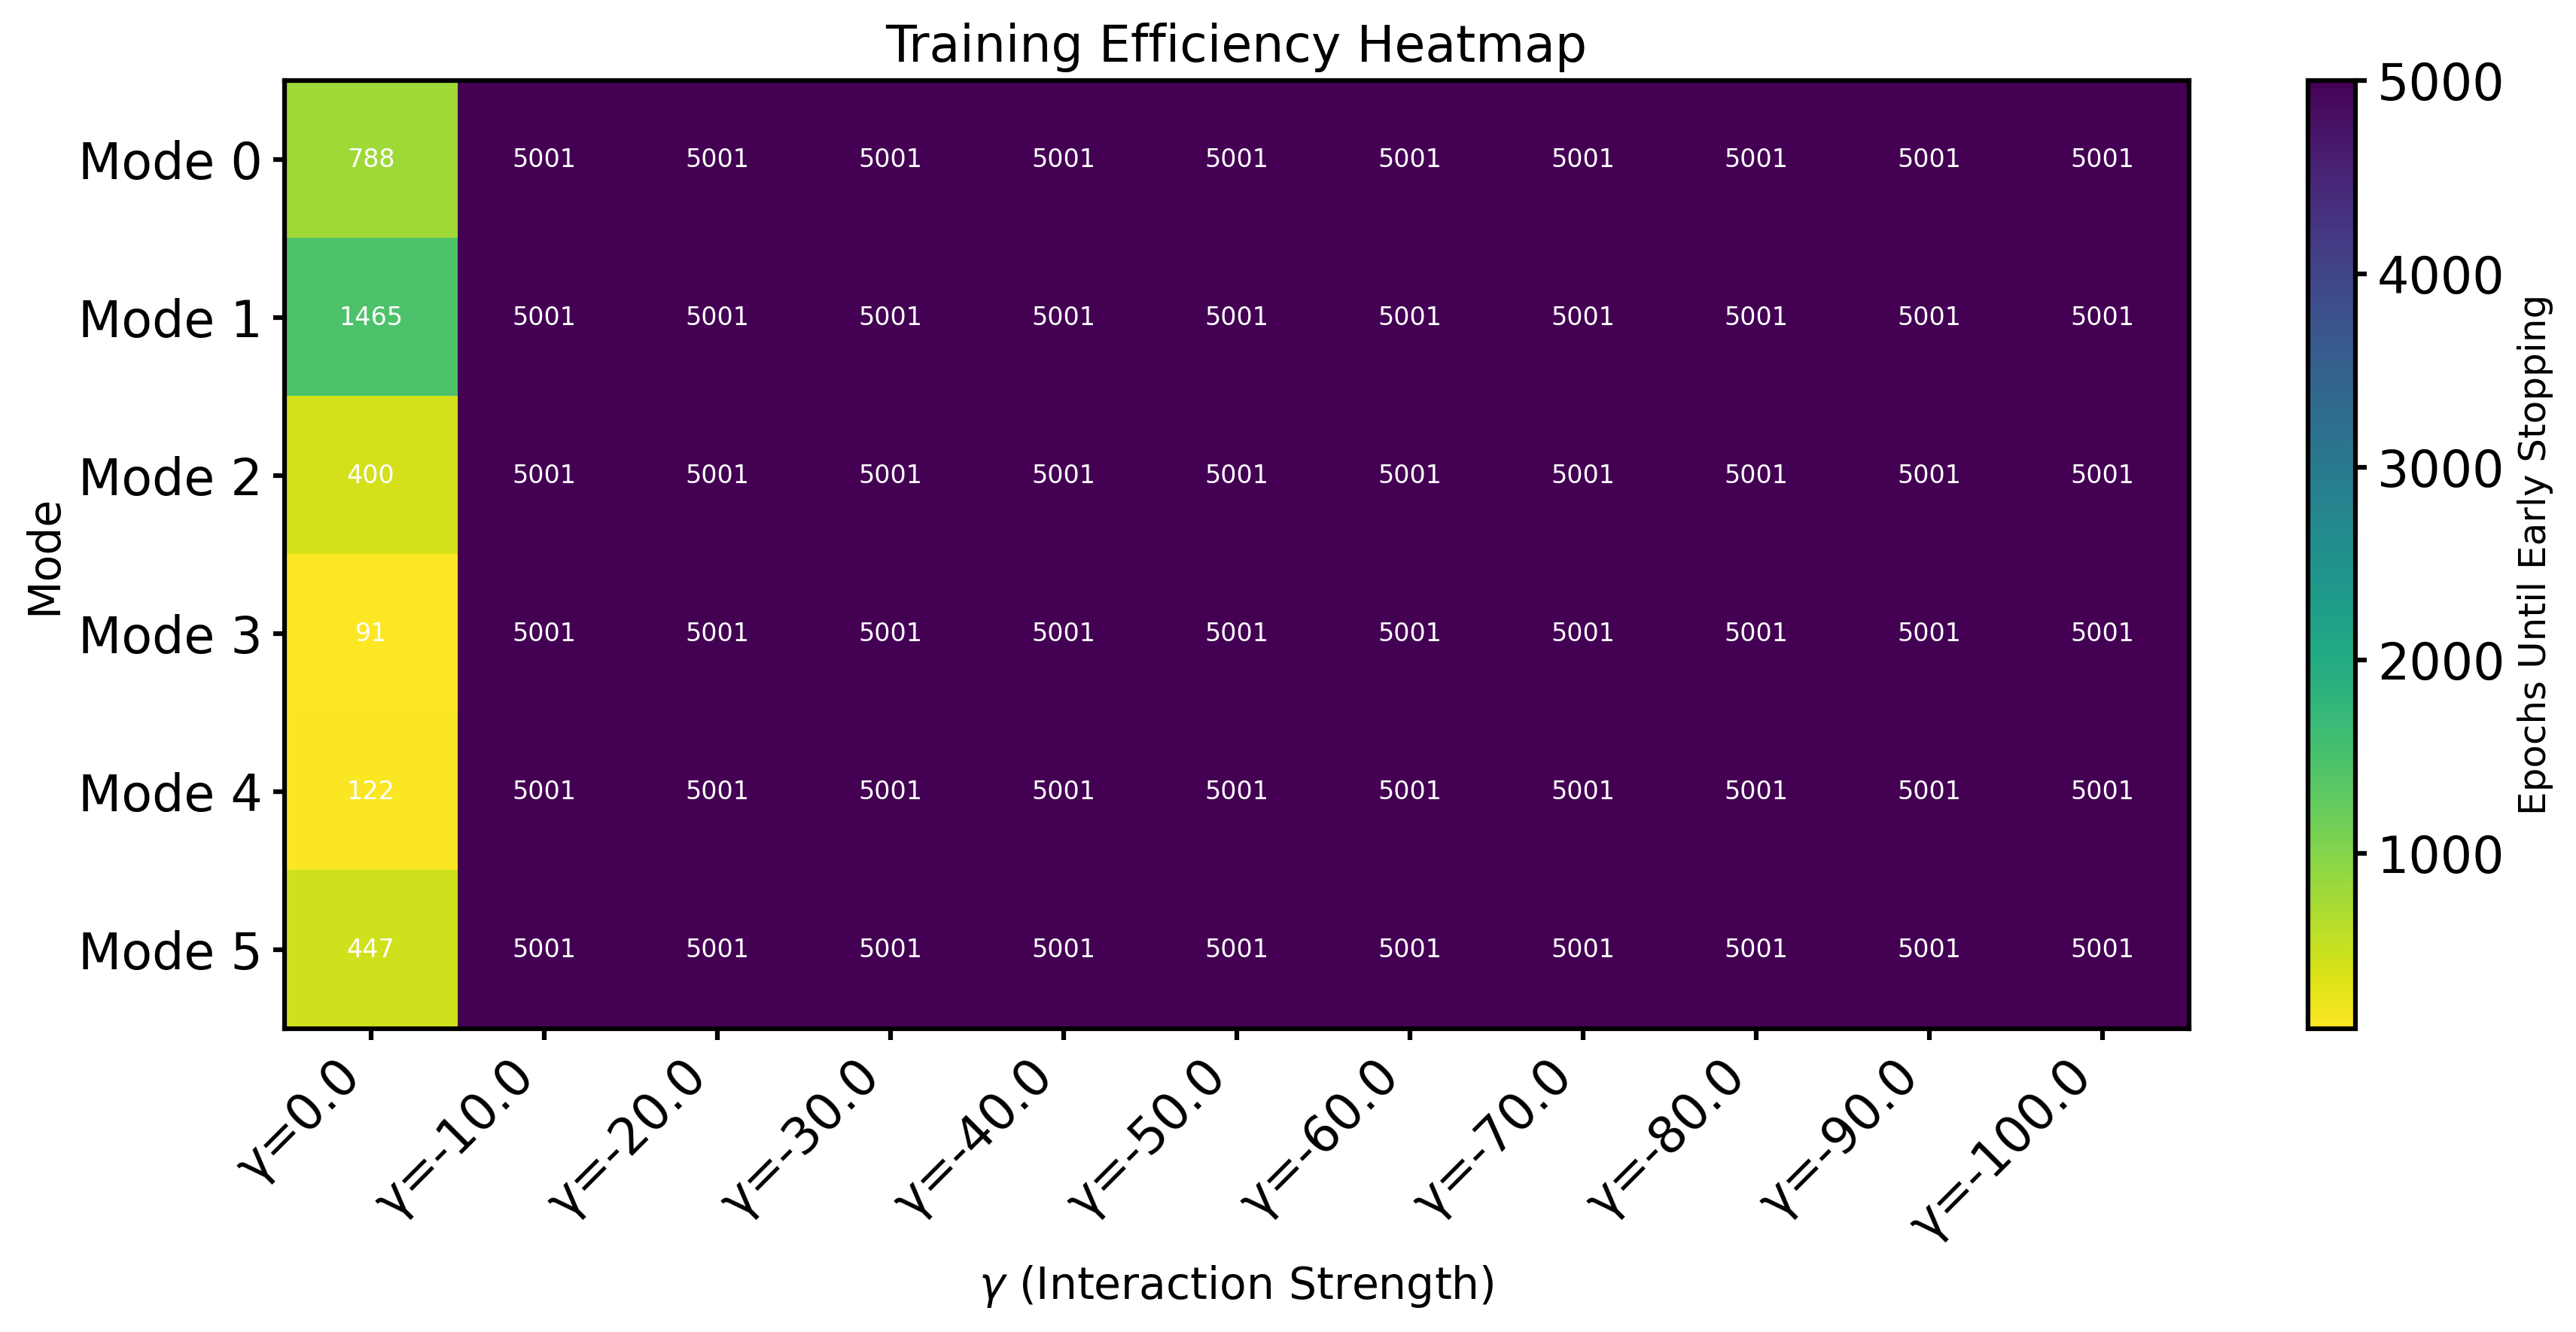 Training Efficiency Heatmap
Mode
Mode 0 788 5001 5001 5001 5001 5001 5001 5001 5001 5001 5001
Mode 1 1465 5001 5001 5001 5001 5001 5001 5001 5001 5001 5001
Mode 2 400 5001 5001 5001 5001 5001 5001 5001 5001 5001 5001
Mode 3 91 5001 5001 5001 5001 5001 5001 5001 5001 5001 5001
Mode 4 122 5001 5001 5001 5001 5001 5001 5001 5001 5001 5001
Mode 5 447 5001 5001 5001 5001 5001 5001 5001 5001 5001 5001
γ=0.0
γ=-10.0
γ=-20.0
γ=-30.0
γ=-40.0
γ=-50.0
γ=-60.0
γ=-70.0
γ=-80.0
γ=-90.0
γ=-100.0
γ (Interaction Strength)
5000
4000
3000
2000
1000
Epochs Until Early Stopping